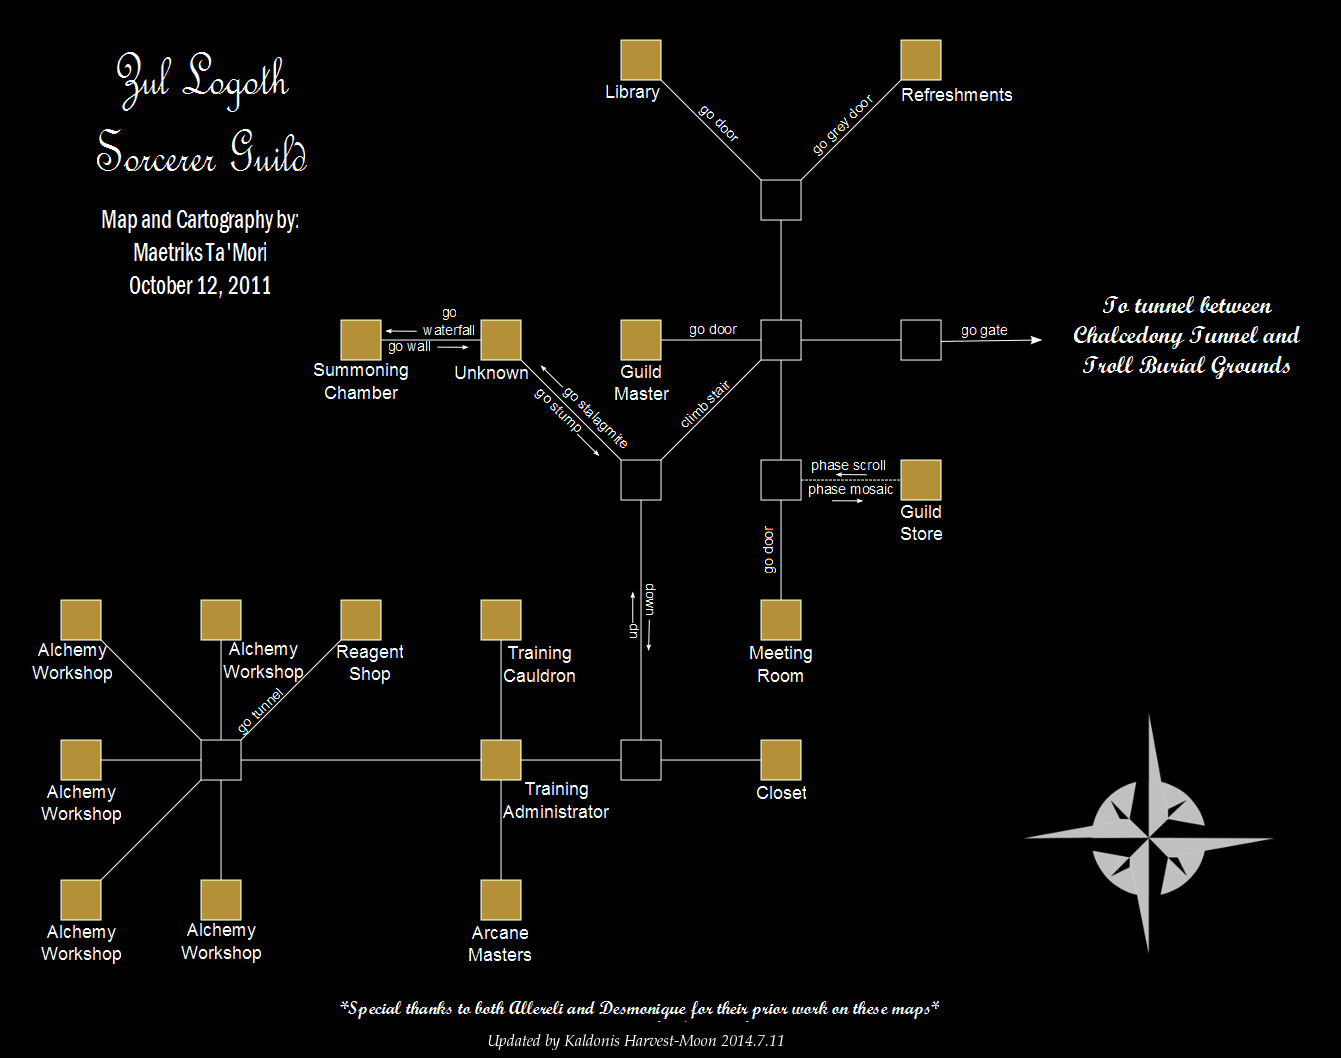 Zul Logoth
Sorcerer Guild
Map and Cartography by:
Maetriks Ta'Mori
October 12, 2011
Library
Refreshments
go door
go grey door
To tunnel between
Chalcedony Tunnel and
Troll Burial Grounds
go
waterfall
go wall
Summoning
Chamber
Unknown
go door
Guild
Master
go gate
go stalagmite
go stump
climb stair
phase scroll
phase mosaic
Guild
Store
go door
down
up
Alchemy
Workshop
Alchemy
Workshop
Reagent
Shop
Training
Cauldron
Meeting
Room
go tunnel
Alchemy
Workshop
Training
Administrator
Closet
Alchemy
Workshop
Alchemy
Workshop
Arcane
Masters
*Special thanks to both Allereli and Desmonique for their prior work on these maps*
Updated by Kaldonis Harvest-Moon 2014.7.11